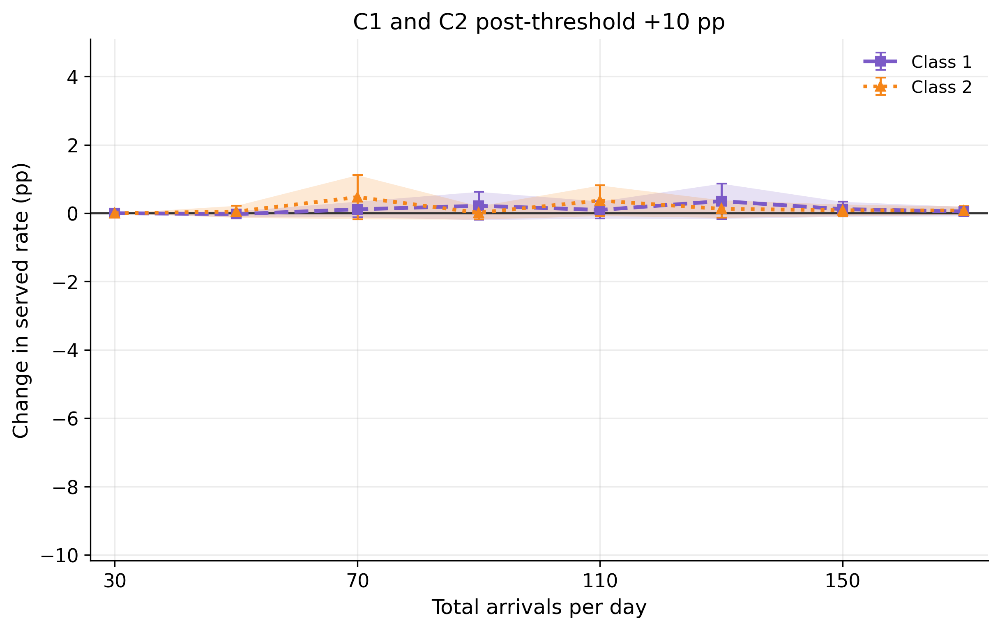 C1 and C2 post-threshold +10 pp
Class 1
Class 2
Change in served rate (pp)
4
2
0
−2
−4
−6
−8
−10
30 70 110 150
Total arrivals per day